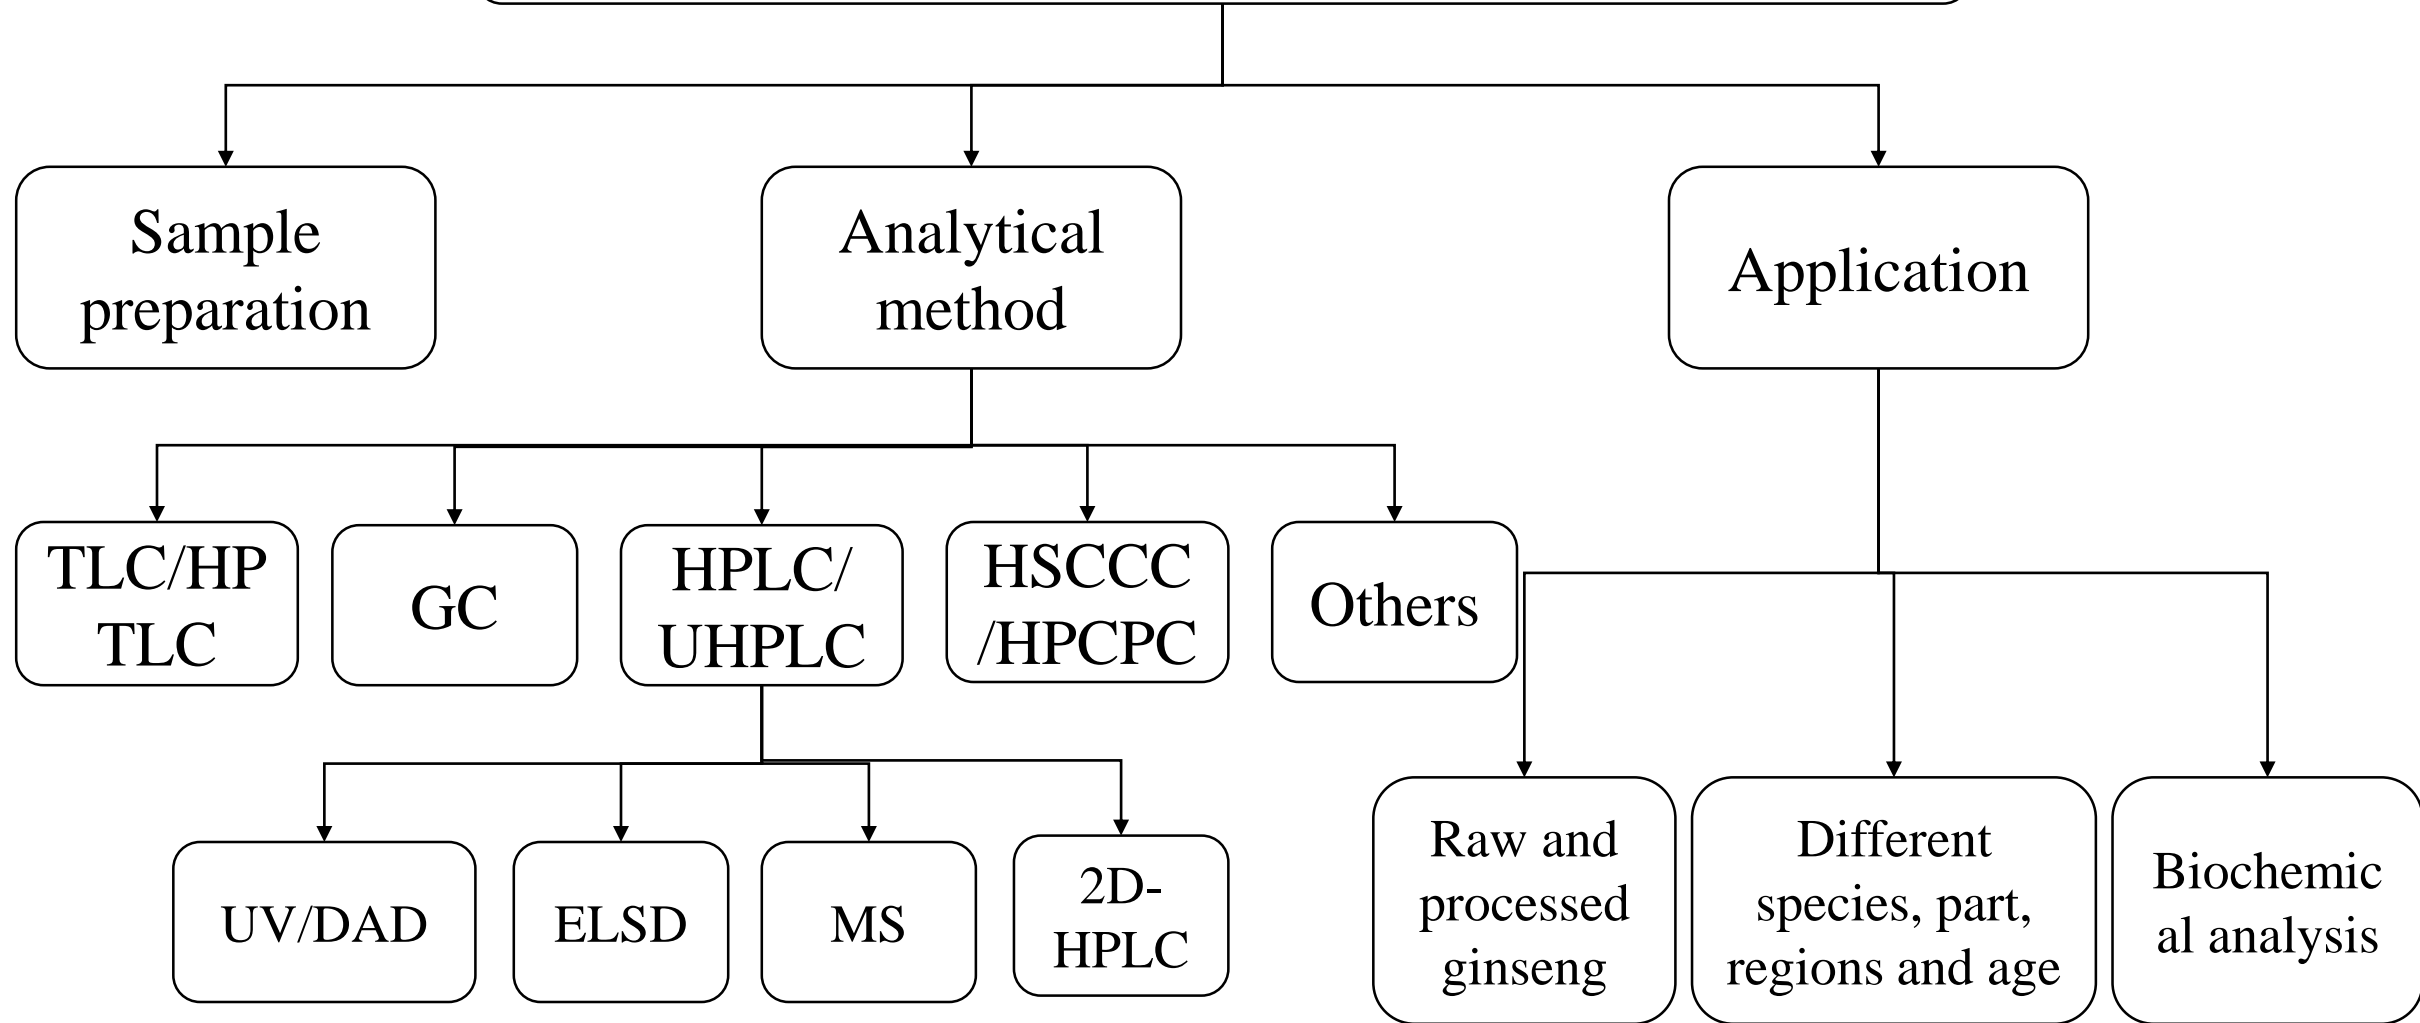 Sample
preparation
Analytical
method
Application
TLC/HP
TLC
GC
HPLC/
UHPLC
HSCCC
/HPCPC
Others
UV/DAD
ELSD
MS
2D-
HPLC
Raw and
processed
ginseng
Different
species, part,
regions and age
Biochemic
al analysis